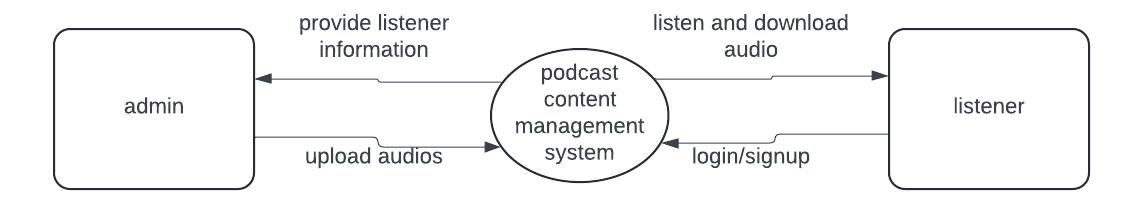 provide listener
information
listen and download
audio
admin
podcast
content
management
system
listener
upload audios
login/signup